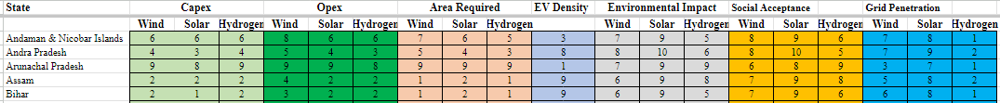 State Capex Opex Area Required EV Density Environmental Impact Social Acceptance Grid Penetration
Wind Solar Hydrogen Wind Solar Hydrogen Wind Solar Hydrogen Wind Solar Hydrogen Wind Solar Hydrogen Wind Solar Hydrogen
Andaman & Nicobar Islands 6 6 6 8 6 6 7 6 5 3 7 9 5 8 9 6 7 8 1
Andra Pradesh 4 3 4 5 4 3 5 4 3 8 8 10 6 8 10 5 7 9 2
Arunachal Pradesh 9 8 9 9 9 8 9 9 9 1 7 9 9 6 8 9 3 7 1
Assam 2 2 2 4 2 2 1 2 1 9 6 9 8 7 9 8 5 8 2
Bihar 2 1 2 3 2 2 1 2 1 9 6 9 5 7 9 6 6 8 1